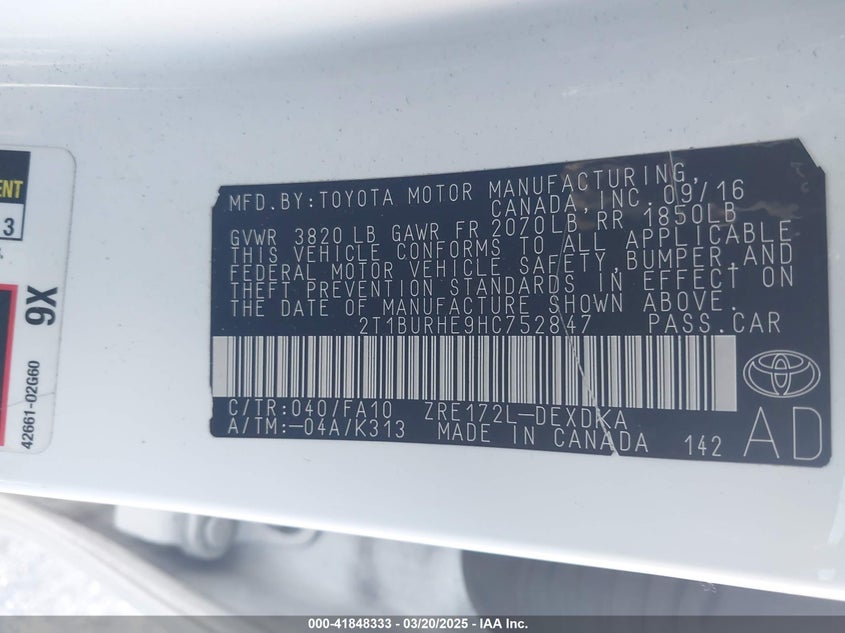 MFD.BY:TOYOTA MOTOR MANUFACTURING,
CANADA, INC. 09/16
GVWR 3820 LB GAWR FR 2070LB RR 1850LB
THIS VEHICLE CONFORMS TO ALL APPLICABLE
FEDERAL MOTOR VEHICLE SAFETY, BUMPER, AND
THEFT PREVENTION STANDARDS IN EFFECT ON
THE DATE OF MANUFACTURE SHOWN ABOVE.
2T1BURHE9HC752847 PASS.CAR
C/TR:040/FA10 ZRE172L-DEXDKA
A/TM:-04A/K313 MADE IN CANADA 142
AD
ENT
3
9X
42661-02G60
000-41848333 — 03/20/2025 — IAA Inc.